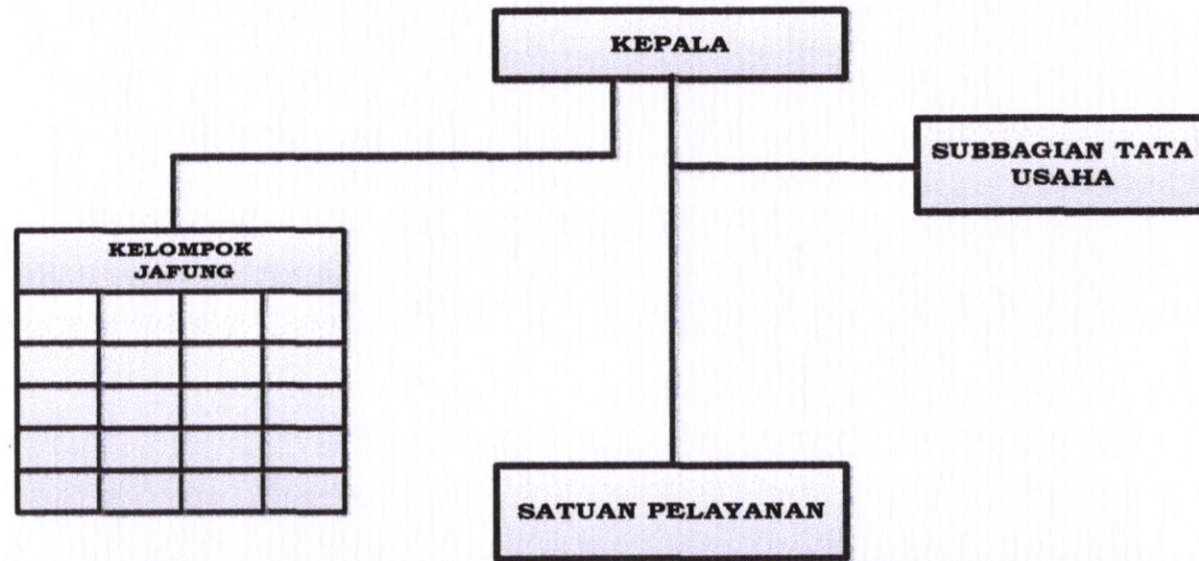 KEPALA
SUBBAGIAN TATA
USAHA
KELOMPOK
JAFUNG
SATUAN PELAYANAN